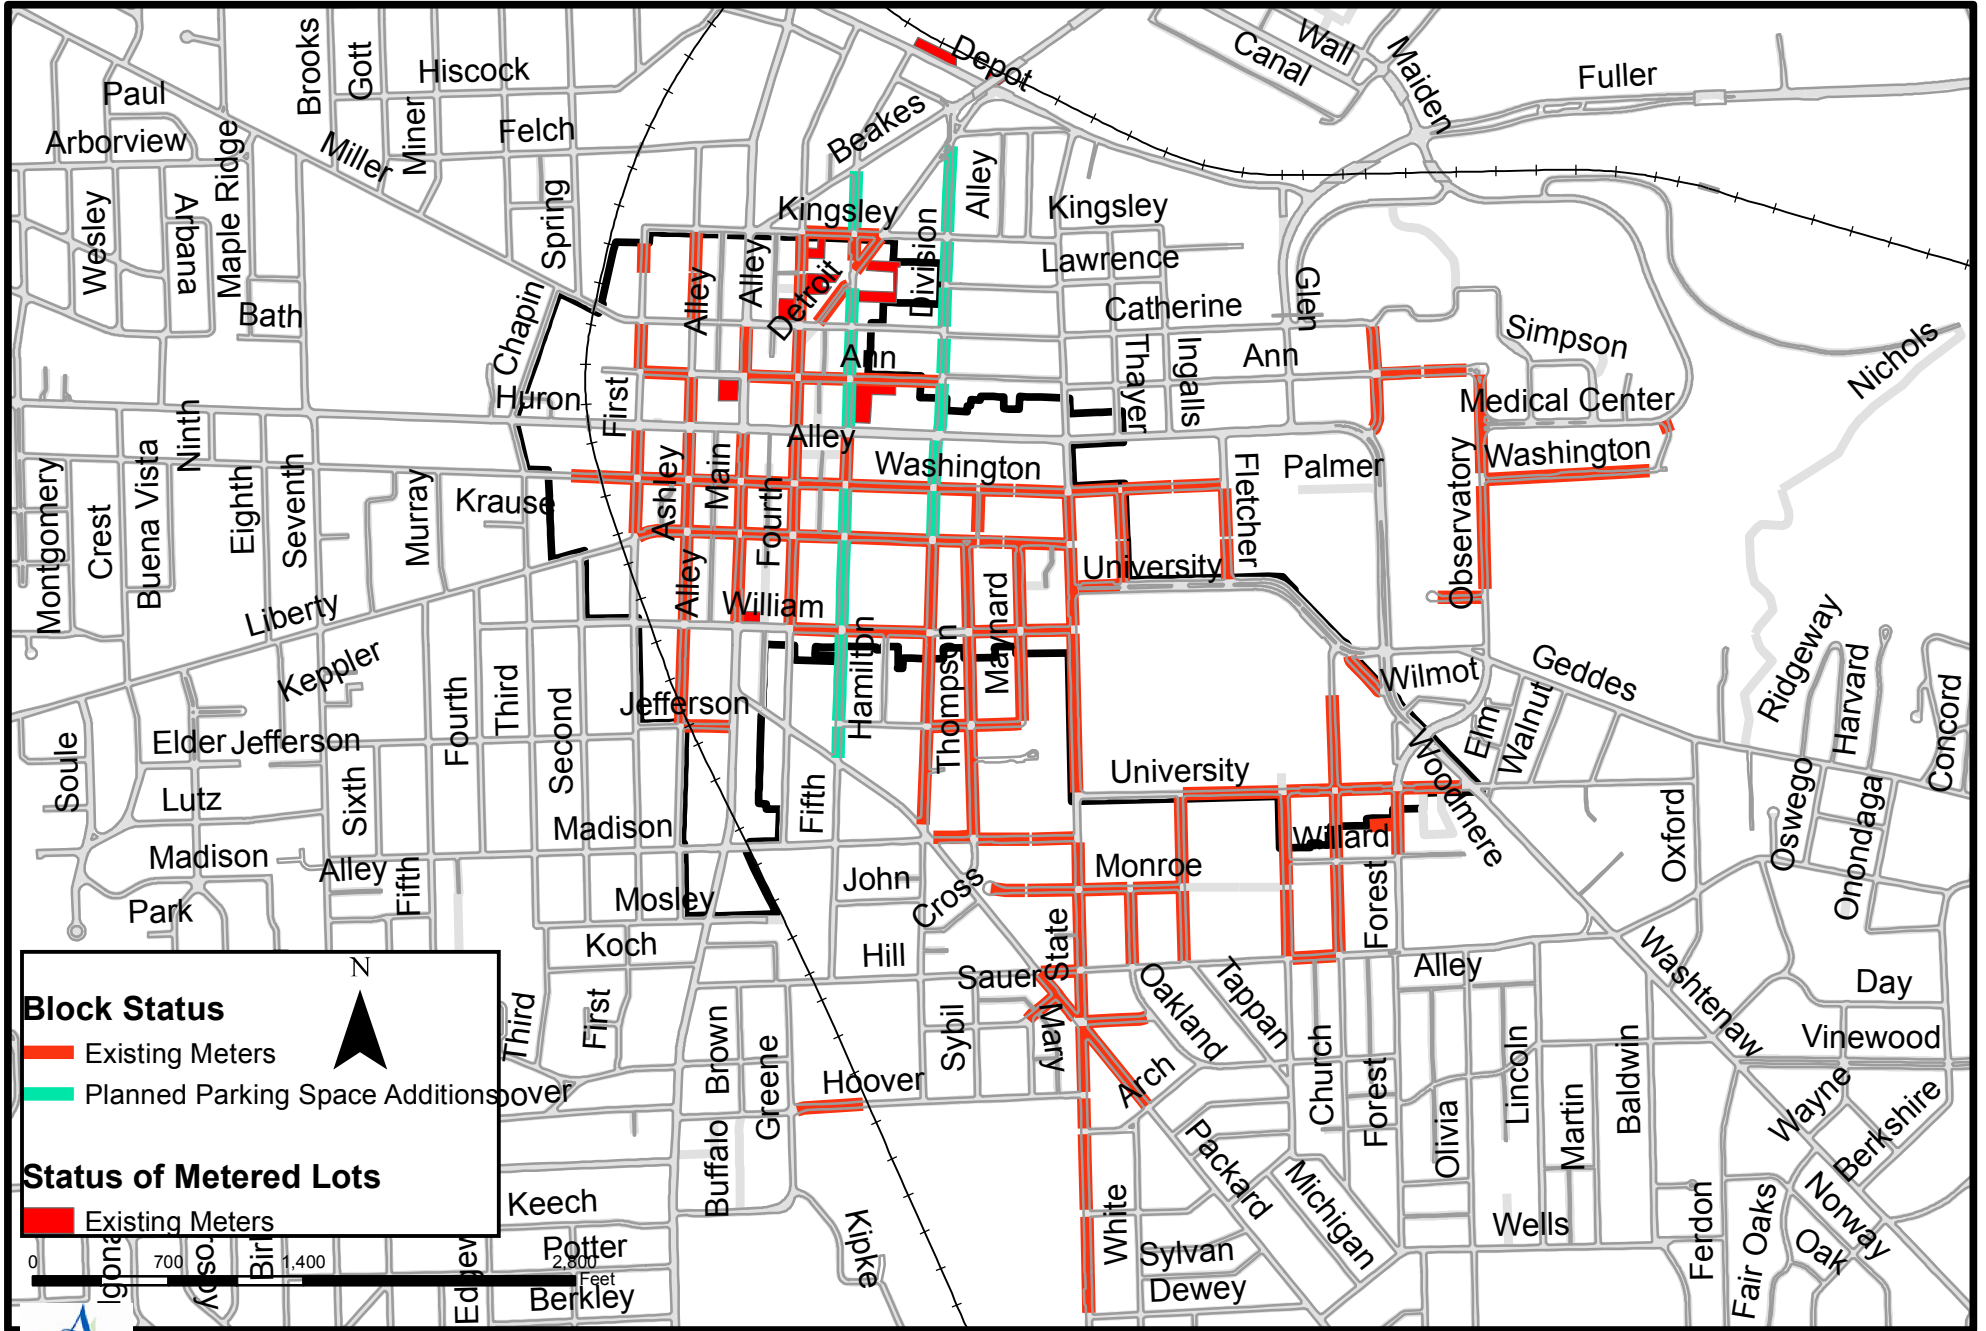 Brooks
Gott
Hiscock
Depot
Wall
Canal
Maiden
Fuller
Paul
Arborview
Maple Ridge
Miller
Miner
Felch
Beakes
Wesley
Arbana
Spring
Kingsley
Alley
Kingsley
Division
Lawrence
Bath
Chapin
Alley
Alley
Detroit
Catherine
Glen
Simpson
Nichols
Ann
Thayer
Ingalls
Ann
Huron
First
Medical Center
Ninth
Alley
Washington
Washington
Fletcher
Palmer
Observatory
Montgomery
Crest
Buena Vista
Eighth
Seventh
Murray
Krause
Ashley
Main
Fourth
University
Liberty
Alley
William
Maynard
Keppler
Hamilton
Thompson
Wilmot
Geddes
Ridgeway
Harvard
Concord
Fourth
Third
Second
Jefferson
Elm
Walnut
Soule
Elder
Jefferson
Woodmere
Lutz
Sixth
Fifth
University
Oxford
Oswego
Onondaga
Madison
Madison
Alley
Fifth
Willard
Monroe
John
Cross
Mosley
Park
Koch
Hill
State
Forest
Sauer
Oakland
Tappan
Alley
Washtenaw
Day
Third
First
Brown
Greene
Sybil
Mary
Church
Forest
Lincoln
Baldwin
Vinewood
Hoover
Arch
oover
Olivia
Martin
Wayne
Berkshire
Buffalo
Packard
Michigan
Keech
Kipke
White
Wells
Ferdon
Fair Oaks
Norway
Oak
Potter
Sylvan
Berkley
Dewey
N
Block Status
Existing Meters
Planned Parking Space Additions
Status of Metered Lots
Existing Meters
0 700 1,400 2,800
Feet